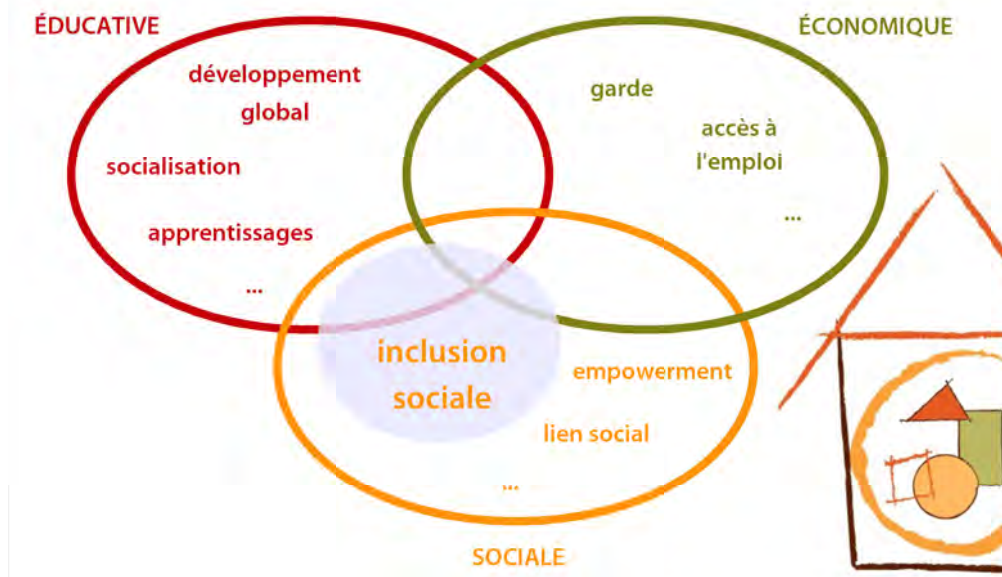 ÉDUCATIVE
développement
global
socialisation
apprentissages
...
ÉCONOMIQUE
garde
accès à
l'emploi
...
inclusion
sociale
empowerment
lien social
...
SOCIALE